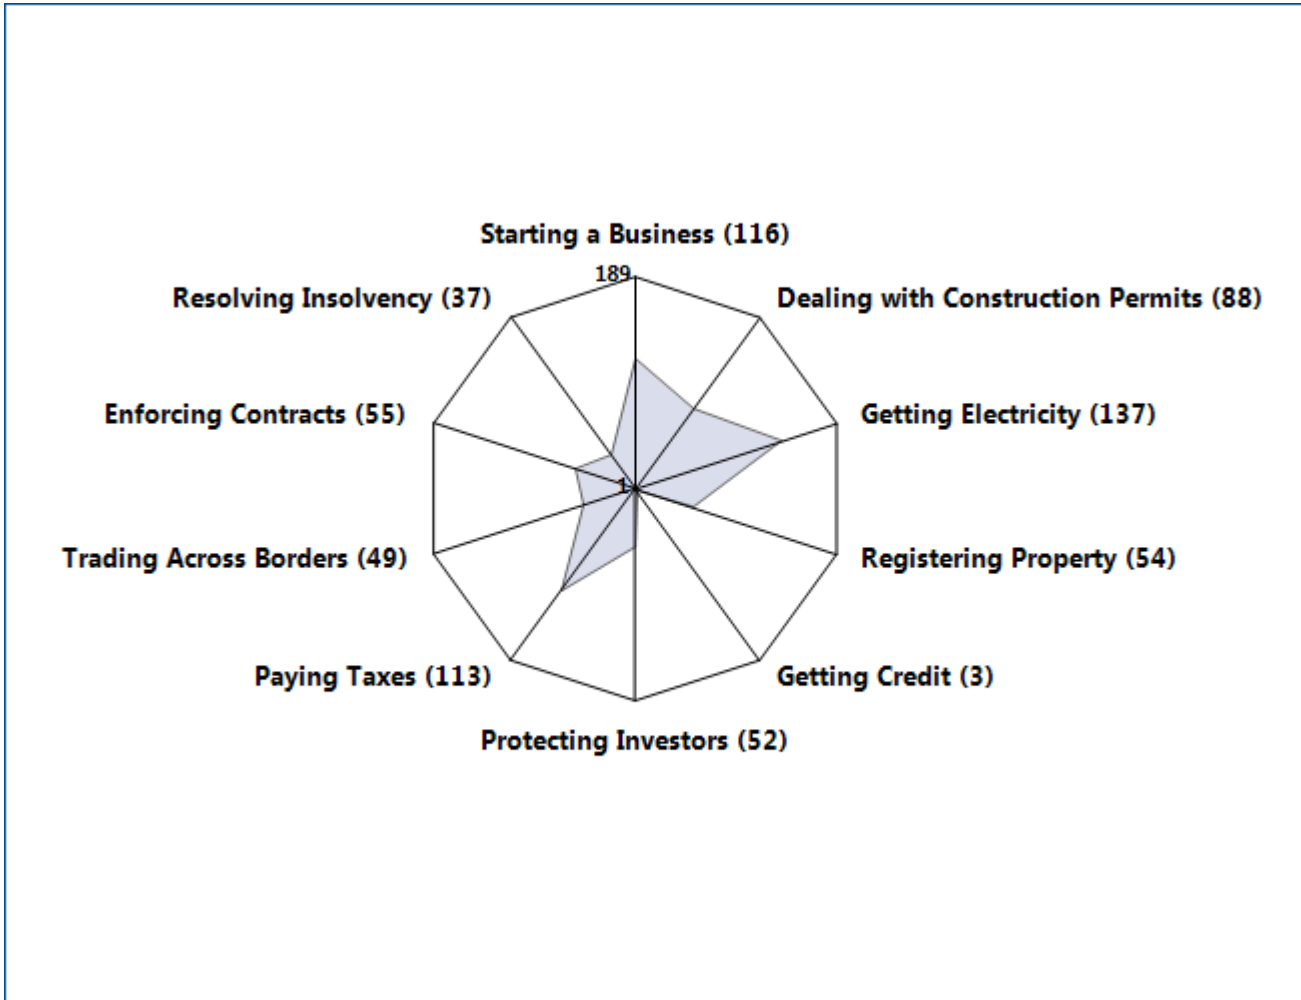 Starting a Business (116)
189
Resolving Insolvency (37)
Dealing with Construction Permits (88)
Enforcing Contracts (55)
Getting Electricity (137)
1
Trading Across Borders (49)
Registering Property (54)
Paying Taxes (113)
Getting Credit (3)
Protecting Investors (52)